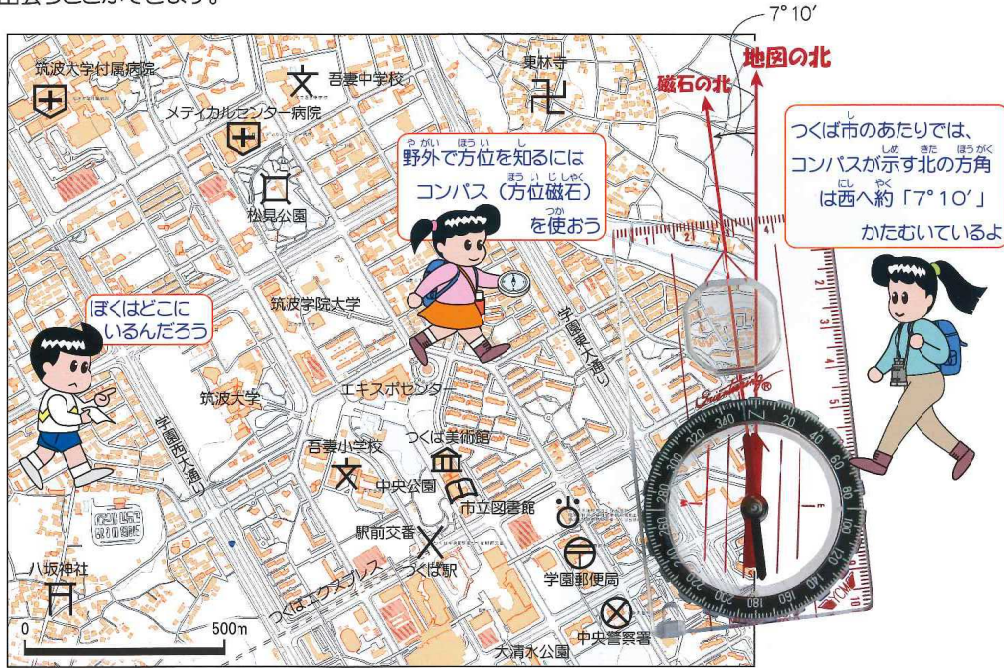 出会うことができます。
7°10′
地図の北
磁石の北
筑波大学付属病院
吾妻中学校
東林寺
メディカルセンター病院
松見公園
野外で方位を知るには
コンパス（方位磁石）
を使おう
つくば市のあたりでは、
コンパスが示す北の方角
は西へ約「7°10′」
かたむいているよ
ぼくはどこに
いるんだろう
筑波学院大学
学園東大通り
エキスポセンター
筑波大学
学園西大通り
吾妻小学校
つくば美術館
中央公園
市立図書館
駅前交番
つくば駅
学園郵便局
八坂神社
つくばエクスプレス
中央警察署
大清水公園
0 500m